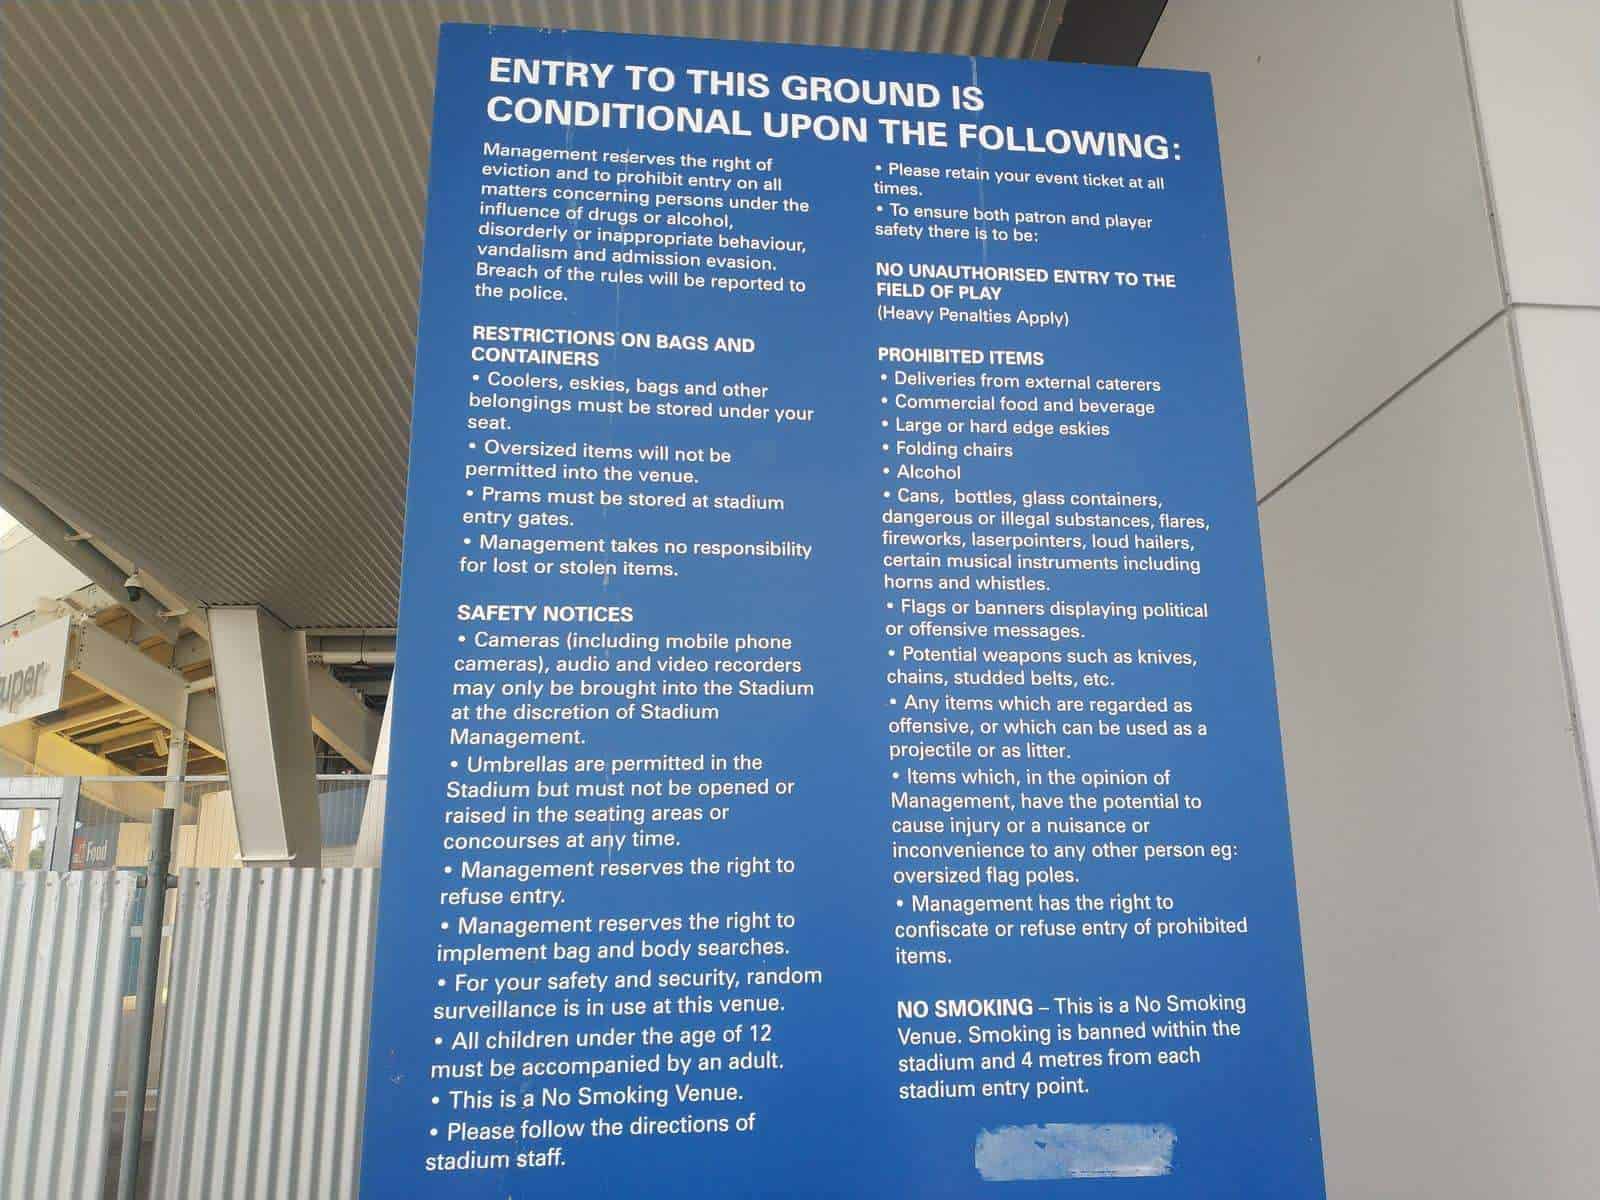 ENTRY TO THIS GROUND IS
CONDITIONAL UPON THE FOLLOWING:
Management reserves the right of
eviction and to prohibit entry on all
matters concerning persons under the
influence of drugs or alcohol,
disorderly or inappropriate behaviour,
vandalism and admission evasion.
Breach of the rules will be reported to
the police.
RESTRICTIONS ON BAGS AND
CONTAINERS
• Coolers, eskies, bags and other
belongings must be stored under your
seat.
• Oversized items will not be
permitted into the venue.
• Prams must be stored at stadium
entry gates.
• Management takes no responsibility
for lost or stolen items.
SAFETY NOTICES
• Cameras (including mobile phone
cameras), audio and video recorders
may only be brought into the Stadium
at the discretion of Stadium
Management.
• Umbrellas are permitted in the
Stadium but must not be opened or
raised in the seating areas or
concourses at any time.
• Management reserves the right to
refuse entry.
• Management reserves the right to
implement bag and body searches.
• For your safety and security, random
surveillance is in use at this venue.
• All children under the age of 12
must be accompanied by an adult.
• This is a No Smoking Venue.
• Please follow the directions of
stadium staff.
• Please retain your event ticket at all
times.
• To ensure both patron and player
safety there is to be:
NO UNAUTHORISED ENTRY TO THE
FIELD OF PLAY
(Heavy Penalties Apply)
PROHIBITED ITEMS
• Deliveries from external caterers
• Commercial food and beverage
• Large or hard edge eskies
• Folding chairs
• Alcohol
• Cans, bottles, glass containers,
dangerous or illegal substances, flares,
fireworks, laserpointers, loud hailers,
certain musical instruments including
horns and whistles.
• Flags or banners displaying political
or offensive messages.
• Potential weapons such as knives,
chains, studded belts, etc.
• Any items which are regarded as
offensive, or which can be used as a
projectile or as litter.
• Items which, in the opinion of
Management, have the potential to
cause injury or a nuisance or
inconvenience to any other person eg:
oversized flag poles.
• Management has the right to
confiscate or refuse entry of prohibited
items.
NO SMOKING – This is a No Smoking
Venue. Smoking is banned within the
stadium and 4 metres from each
stadium entry point.
uper
Food